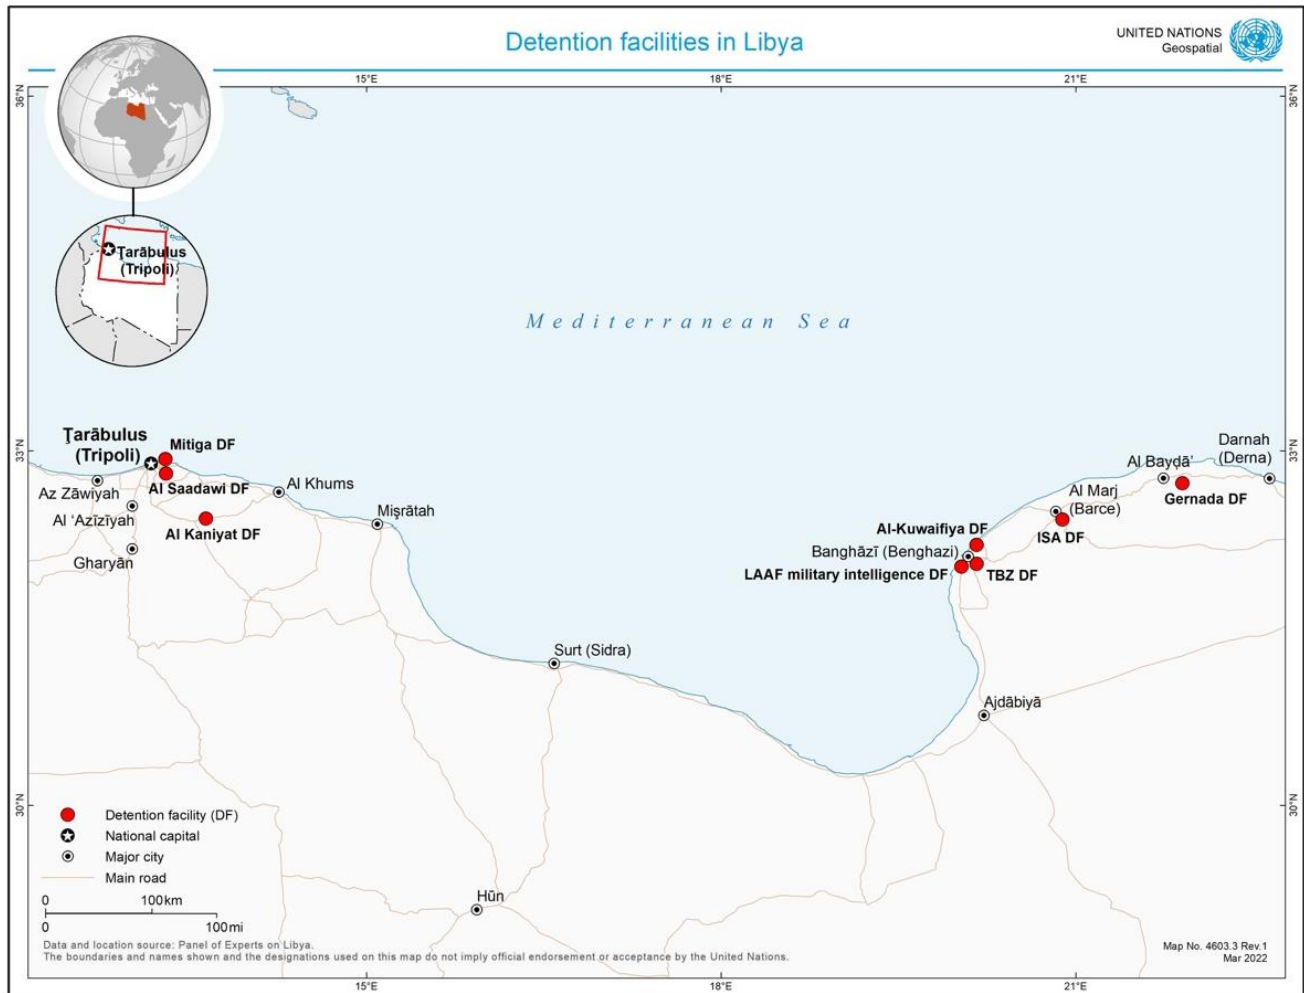 Detention facilities in Libya
UNITED NATIONS
Geospatial
15°E
18°E
21°E
36°N
36°N
Ţarābulus
(Tripoli)
Mediterranean Sea
33°N
33°N
Ţarābulus
(Tripoli)
Mitiga DF
Al Saadawi DF
Az Zāwiyah
Al Khums
Al ‘Azīzīyah
Al Kaniyat DF
Mişrātah
Gharyān
Darnah
(Derna)
Al Bayḑā’
Gernada DF
Al Marj
(Barce)
ISA DF
Al-Kuwaifiya DF
Banghāzī (Benghazi)
LAAF military intelligence DF
TBZ DF
Surt (Sidra)
Ajdābiyā
30°N
30°N
Hūn
Detention facility (DF)
National capital
Major city
Main road
0 100km
0 100mi
Data and location source: Panel of Experts on Libya.
The boundaries and names shown and the designations used on this map do not imply official endorsement or acceptance by the United Nations.
Map No. 4603.3 Rev.1
Mar 2022
15°E
18°E
21°E